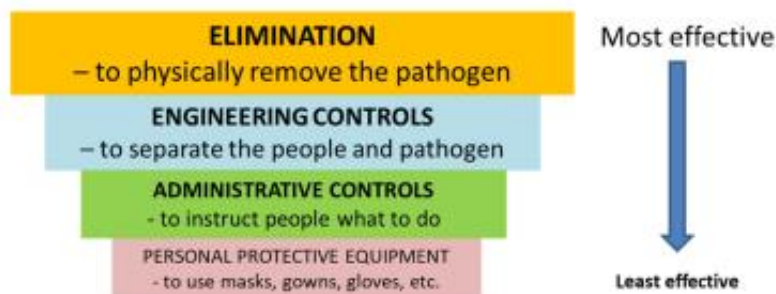 ELIMINATION
– to physically remove the pathogen
Most effective
ENGINEERING CONTROLS
– to separate the people and pathogen
ADMINISTRATIVE CONTROLS
- to instruct people what to do
PERSONAL PROTECTIVE EQUIPMENT
- to use masks, gowns, gloves, etc.
Least effective